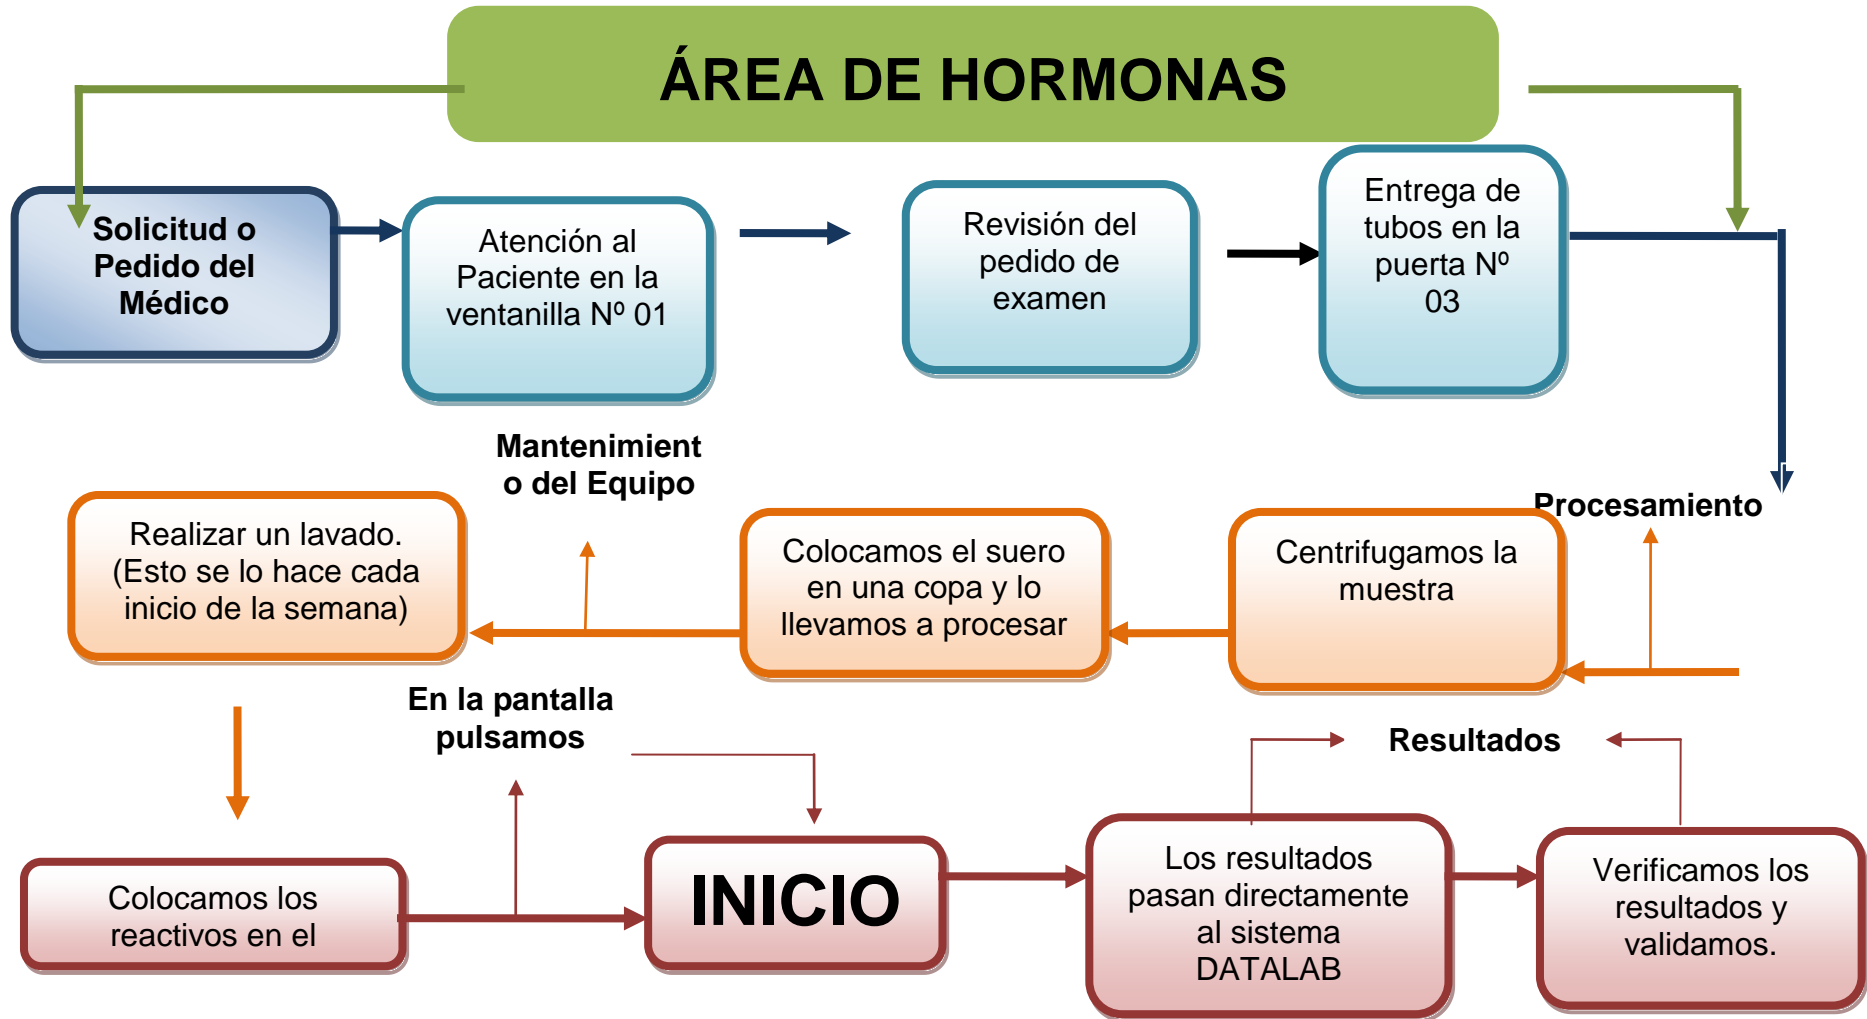 ÁREA DE HORMONAS
Solicitud o
Pedido del
Médico
Atención al
Paciente en la
ventanilla Nº 01
Revisión del
pedido de
examen
Entrega de
tubos en la
puerta Nº
03
Mantenimient
o del Equipo
Procesamiento
Realizar un lavado.
(Esto se lo hace cada
inicio de la semana)
Colocamos el suero
en una copa y lo
llevamos a procesar
Centrifugamos la
muestra
En la pantalla
pulsamos
Resultados
Colocamos los
reactivos en el
INICIO
Los resultados
pasan directamente
al sistema
DATALAB
Verificamos los
resultados y
validamos.